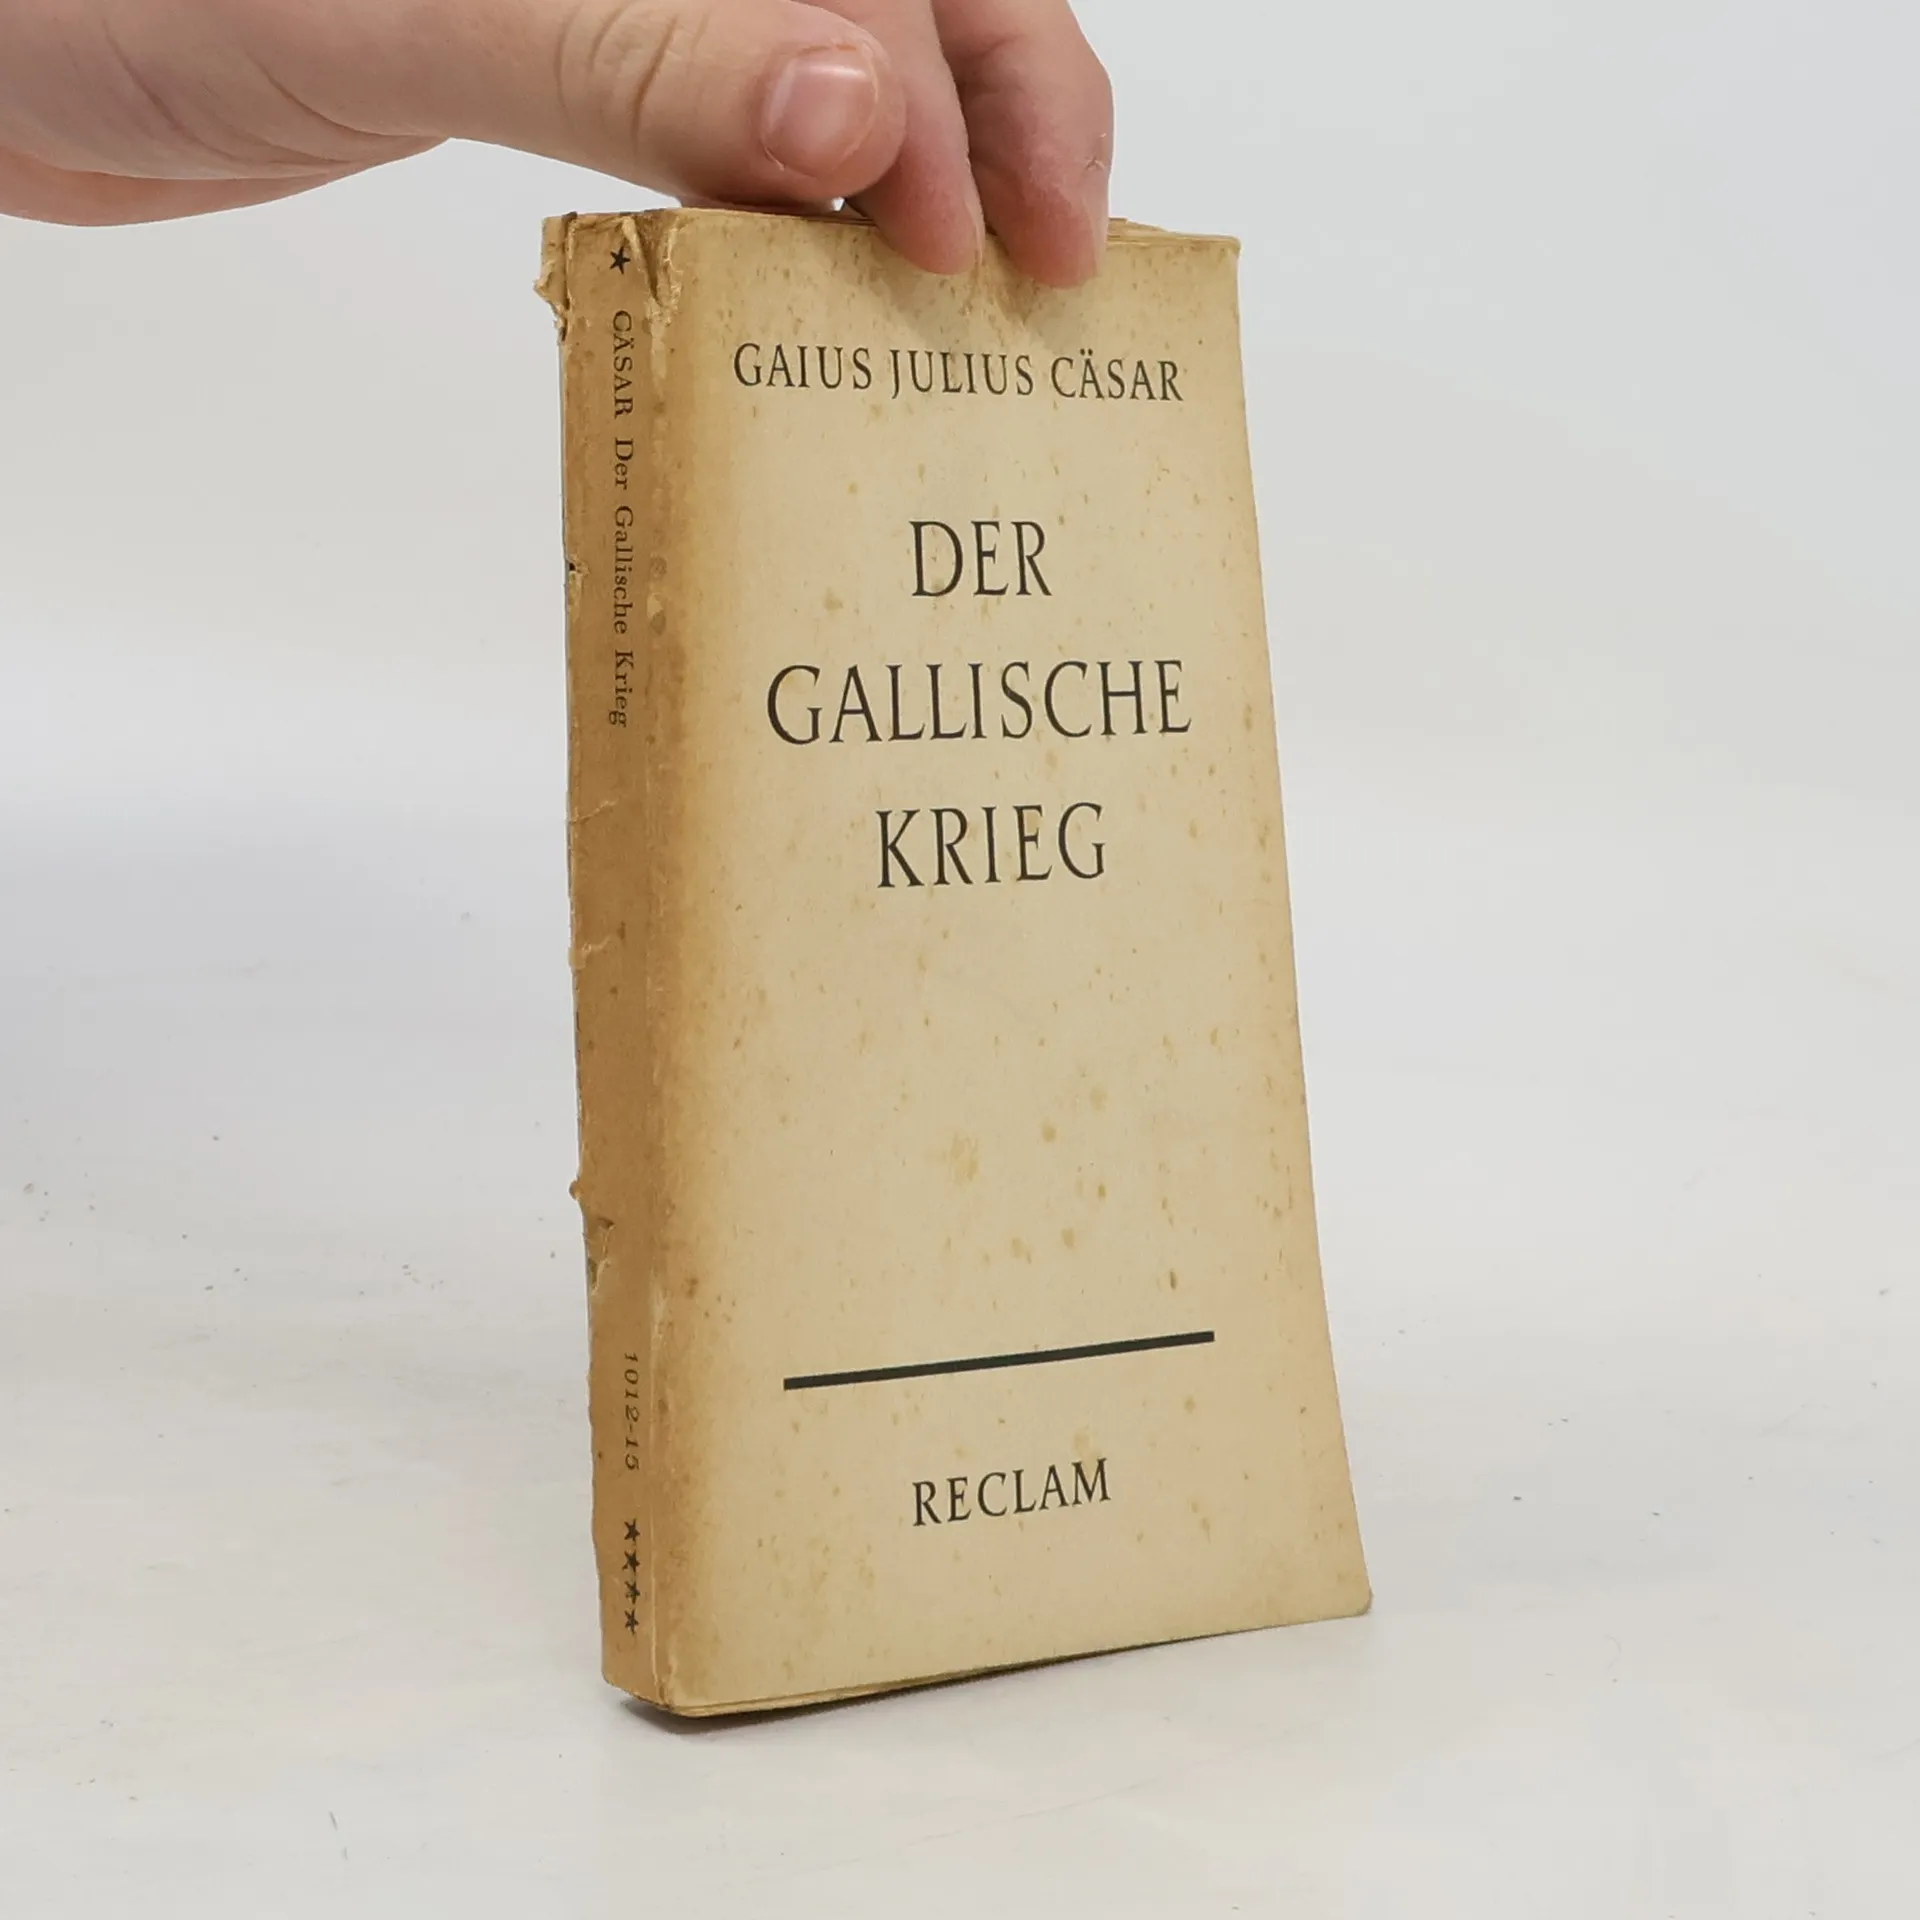 ★ CÄSAR Der Gallische Krieg 1012-15 ★★★★
GAIUS JULIUS CÄSAR
DER
GALLISCHE
KRIEG
RECLAM